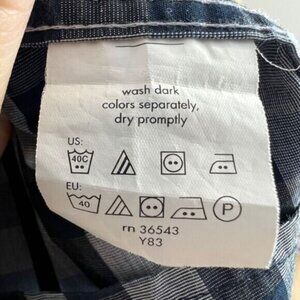 wash dark
colors separately,
dry promptly
US:
40C
EU:
40 P
rn 36543
Y83